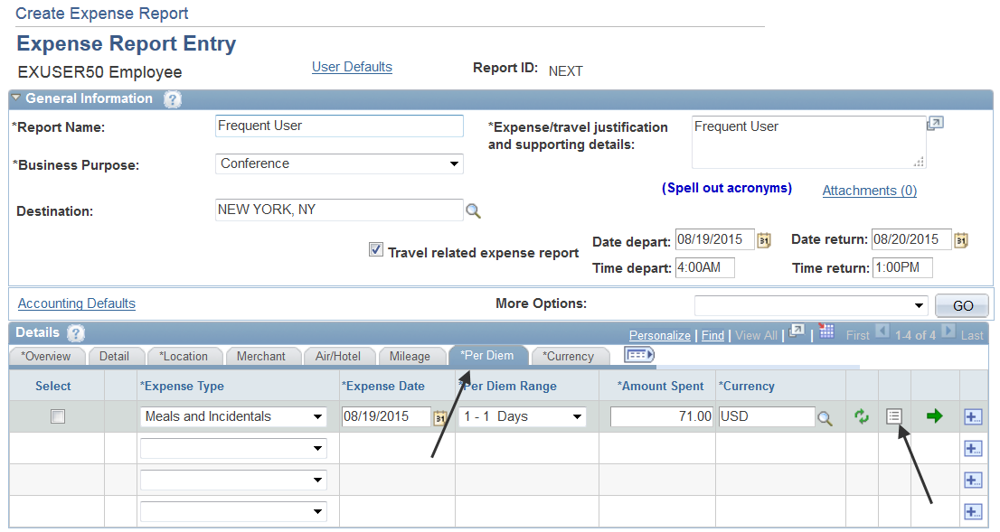 Create Expense Report
Expense Report Entry
EXUSER50 Employee User Defaults Report ID: NEXT
General Information ?
*Report Name: Frequent User *Expense/travel justification and supporting details: Frequent User
*Business Purpose: Conference
(Spell out acronyms) Attachments (0)
Destination: NEW YORK, NY
Travel related expense report Date depart: 08/19/2015 31 Date return: 08/20/2015 31
Time depart: 4:00AM Time return: 1:00PM
Accounting Defaults More Options: GO
Details ? Personalize | Find | View All | | First 1-4 of 4 Last
*Overview Detail *Location Merchant Air/Hotel Mileage *Per Diem *Currency
Select *Expense Type *Expense Date *Per Diem Range *Amount Spent *Currency
Meals and Incidentals 08/19/2015 31 1 - 1 Days 71.00 USD